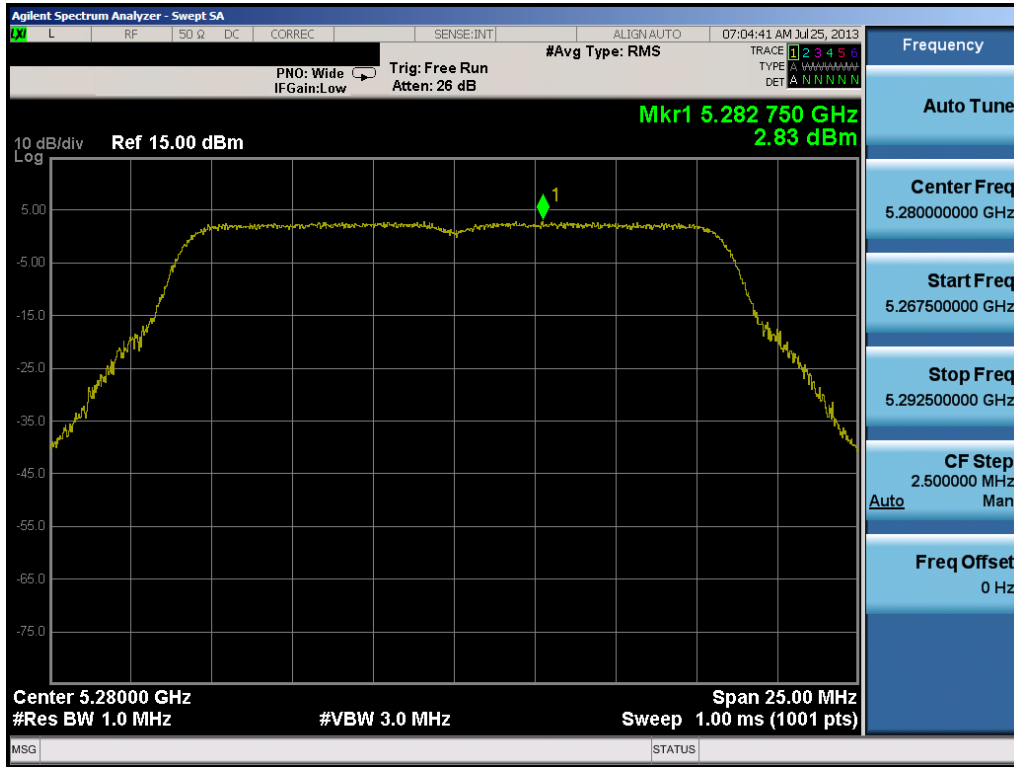 Agilent Spectrum Analyzer - Swept SA
LXI L RF 50 Ω DC CORREC SENSE:INT ALIGN AUTO 07:04:41 AM Jul 25, 2013
#Avg Type: RMS TRACE 1 2 3 4 5 6
PNO: Wide Trig: Free Run TYPE A WWWWW
IFGain:Low Atten: 26 dB DET A N N N N N
Mkr1 5.282 750 GHz
10 dB/div Ref 15.00 dBm 2.83 dBm
Log
1
5.00
-5.00
-15.0
-25.0
-35.0
-45.0
-55.0
-65.0
-75.0
Center 5.28000 GHz Span 25.00 MHz
#Res BW 1.0 MHz #VBW 3.0 MHz Sweep 1.00 ms (1001 pts)
MSG STATUS
Frequency
Auto Tune
Center Freq
5.280000000 GHz
Start Freq
5.267500000 GHz
Stop Freq
5.292500000 GHz
CF Step
2.500000 MHz
Auto Man
Freq Offset
0 Hz